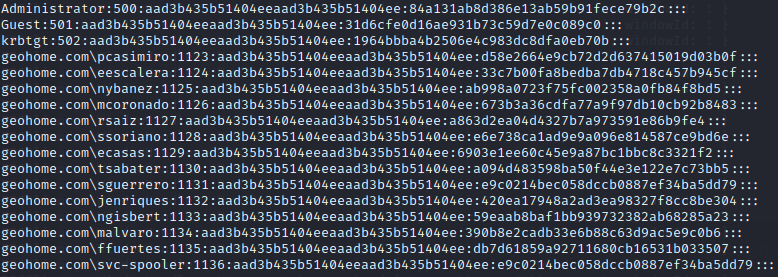 Administrator:500:aad3b435b51404eeaad3b435b51404ee:84a131ab8d386e13ab59b91fece79b2c:::
Guest:501:aad3b435b51404eeaad3b435b51404ee:31d6cfe0d16ae931b73c59d7e0c089c0:::
krbtgt:502:aad3b435b51404eeaad3b435b51404ee:1964bbba4b2506e4c983dc8dfa0eb70b:::
geohome.com\pcasimiro:1123:aad3b435b51404eeaad3b435b51404ee:d58e2664e9cb72d2d637415019d03b0f:::
geohome.com\eescalera:1124:aad3b435b51404eeaad3b435b51404ee:33c7b00fa8bedba7db4718c457b945cf:::
geohome.com\nybanez:1125:aad3b435b51404eeaad3b435b51404ee:ab998a0723f75fc002358a0fb84f8bd5:::
geohome.com\mcoronado:1126:aad3b435b51404eeaad3b435b51404ee:673b3a36cdfa77a9f97db10cb92b8483:::
geohome.com\rsaiz:1127:aad3b435b51404eeaad3b435b51404ee:a863d2ea04d4327b7a973591e86b9fe4:::
geohome.com\ssoriano:1128:aad3b435b51404eeaad3b435b51404ee:e6e738ca1ad9e9a096e814587ce9bd6e:::
geohome.com\ecasas:1129:aad3b435b51404eeaad3b435b51404ee:6903e1ee60c45e9a87bc1bbc8c3321f2:::
geohome.com\tsabater:1130:aad3b435b51404eeaad3b435b51404ee:a094d483598ba50f44e3e122e7c73bb5:::
geohome.com\sguerrero:1131:aad3b435b51404eeaad3b435b51404ee:e9c0214bec058dccb0887ef34ba5dd79:::
geohome.com\jenriques:1132:aad3b435b51404eeaad3b435b51404ee:420ea17948a2ad3ea98327f8cc8be304:::
geohome.com\ngisbert:1133:aad3b435b51404eeaad3b435b51404ee:59eaab8baf1bb939732382ab68285a23:::
geohome.com\malvaro:1134:aad3b435b51404eeaad3b435b51404ee:390b8e2cadb33e6b88c63d9ac5e9c0b6:::
geohome.com\ffuertes:1135:aad3b435b51404eeaad3b435b51404ee:db7d61859a92711680cb16531b033507:::
geohome.com\svc-spooler:1136:aad3b435b51404eeaad3b435b51404ee:e9c0214bec058dccb0887ef34ba5dd79:::